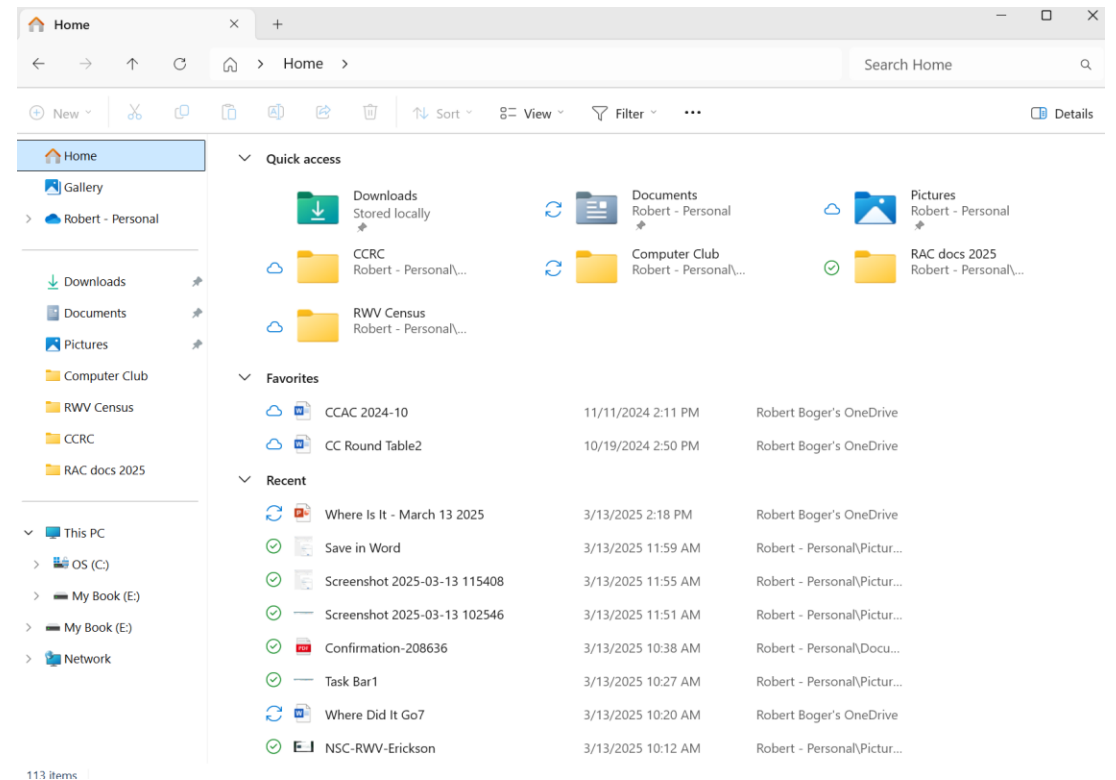 Home
Home
Search Home
New
Sort
View
Filter
Details
Home
Gallery
Robert - Personal
Downloads
Documents
Pictures
Computer Club
RWV Census
CCRC
RAC docs 2025
This PC
OS (C:)
My Book (E:)
My Book (E:)
Network
Quick access
Downloads
Stored locally
Documents
Robert - Personal
Pictures
Robert - Personal
CCRC
Robert - Personal\...
Computer Club
Robert - Personal\...
RAC docs 2025
Robert - Personal\...
RWV Census
Robert - Personal\...
Favorites
CCAC 2024-10 11/11/2024 2:11 PM Robert Boger's OneDrive
CC Round Table2 10/19/2024 2:50 PM Robert Boger's OneDrive
Recent
Where Is It - March 13 2025 3/13/2025 2:18 PM Robert Boger's OneDrive
Save in Word 3/13/2025 11:59 AM Robert - Personal\Pictur...
Screenshot 2025-03-13 115408 3/13/2025 11:55 AM Robert - Personal\Pictur...
Screenshot 2025-03-13 102546 3/13/2025 11:51 AM Robert - Personal\Pictur...
PDF Confirmation-208636 3/13/2025 10:38 AM Robert - Personal\Docu...
Task Bar1 3/13/2025 10:27 AM Robert - Personal\Pictur...
Where Did It Go7 3/13/2025 10:20 AM Robert Boger's OneDrive
NSC-RWV-Erickson 3/13/2025 10:12 AM Robert - Personal\Pictur...
113 items